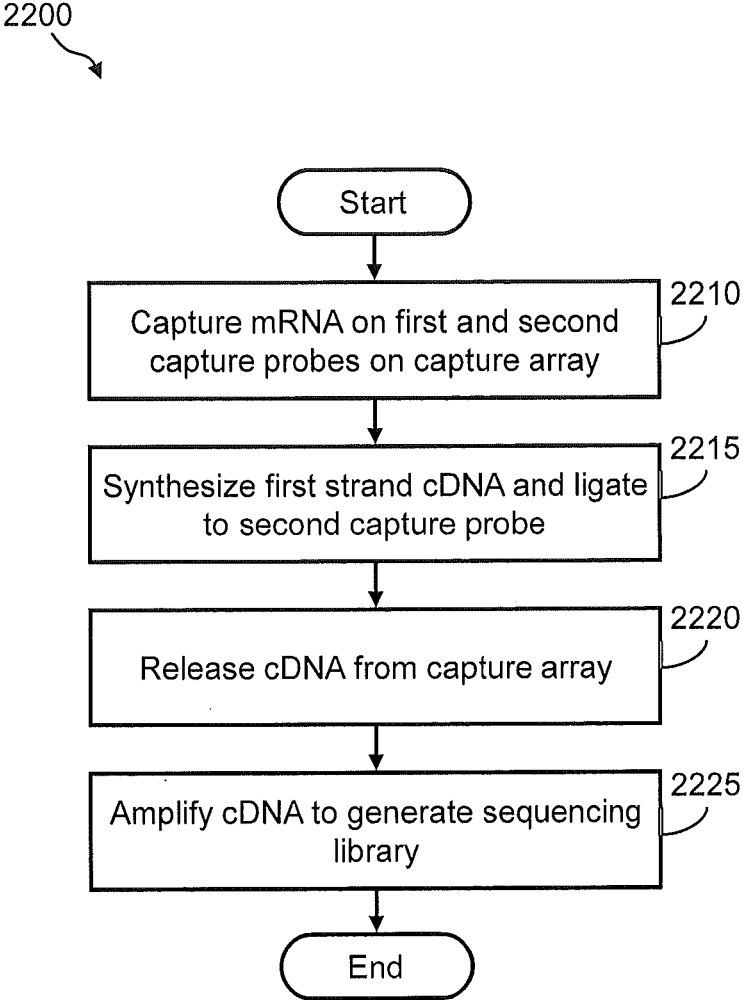 2200
Start
2210
Capture mRNA on first and second
capture probes on capture array
2215
Synthesize first strand cDNA and ligate
to second capture probe
2220
Release cDNA from capture array
2225
Amplify cDNA to generate sequencing
library
End